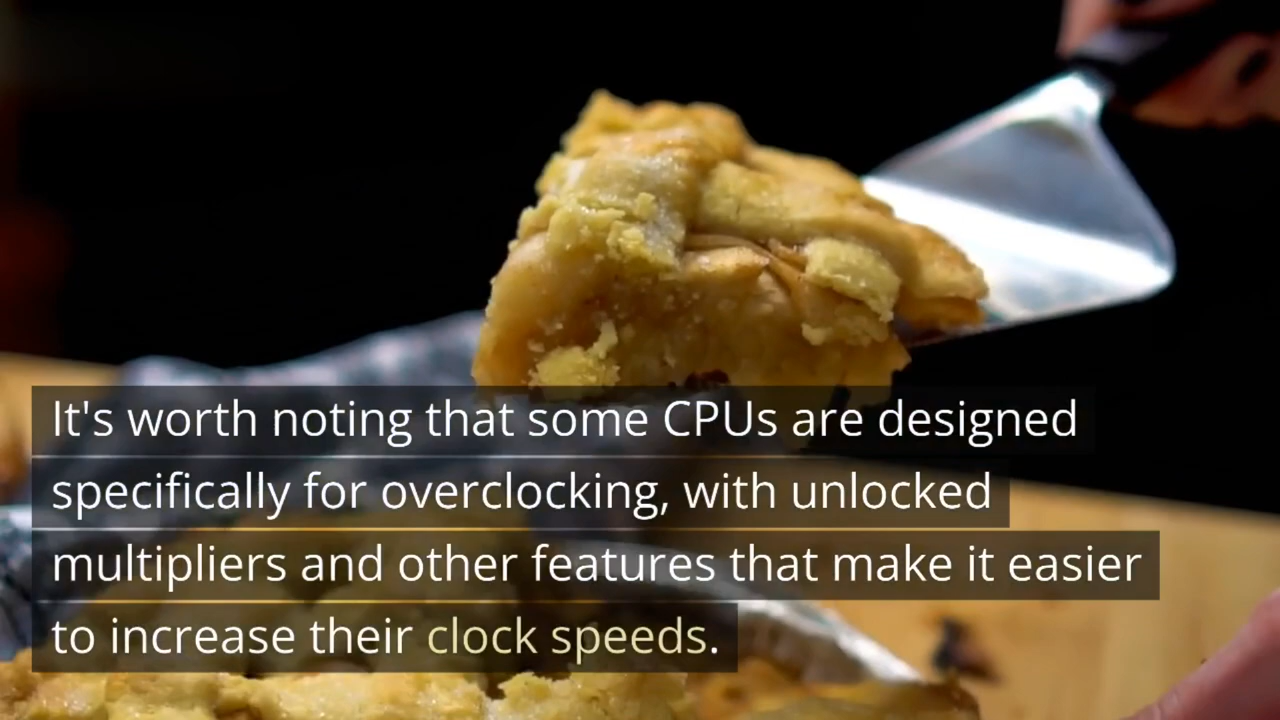 It's worth noting that some CPUs are designed
specifically for overclocking, with unlocked
multipliers and other features that make it easier
to increase their clock speeds.